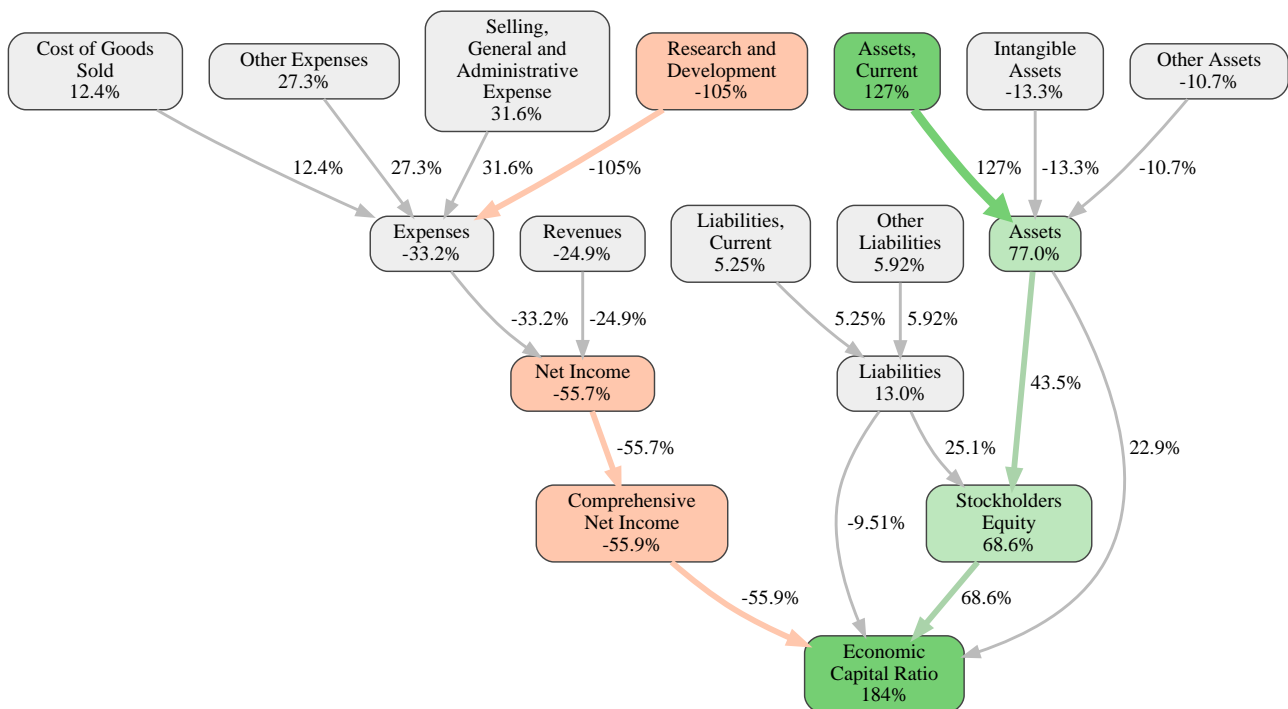 Cost of Goods
Sold
12.4%
Other Expenses
27.3%
Selling,
General and
Administrative
Expense
31.6%
Research and
Development
-105%
Assets,
Current
127%
Intangible
Assets
-13.3%
Other Assets
-10.7%
12.4%
27.3%
31.6%
-105%
127%
-13.3%
-10.7%
Expenses
-33.2%
Revenues
-24.9%
Liabilities,
Current
5.25%
Other
Liabilities
5.92%
Assets
77.0%
-33.2%
-24.9%
5.25%
5.92%
Net Income
-55.7%
Liabilities
13.0%
43.5%
-55.7%
25.1%
22.9%
Comprehensive
Net Income
-55.9%
-9.51%
Stockholders
Equity
68.6%
-55.9%
68.6%
Economic
Capital Ratio
184%